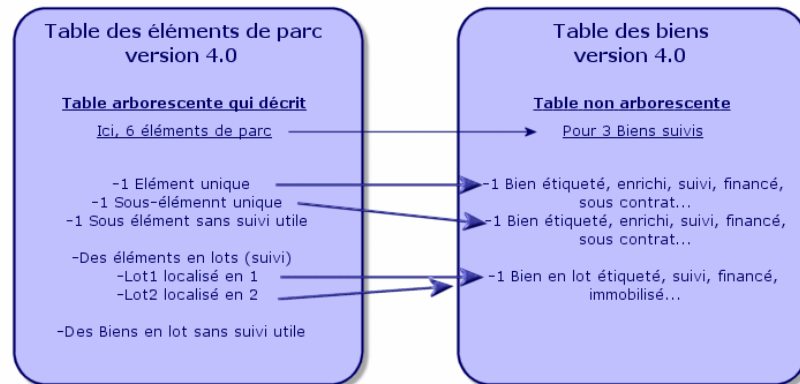 Table des éléments de parc
version 4.0
Table arborescente qui décrit
Ici, 6 éléments de parc
-1 Elément unique
-1 Sous-élémennt unique
-1 Sous élément sans suivi utile
-Des éléments en lots (suivi)
-Lot1 localisé en 1
-Lot2 localisé en 2
-Des Biens en lot sans suivi utile
Table des biens
version 4.0
Table non arborescente
Pour 3 Biens suivis
-1 Bien étiqueté, enrichi, suivi, financé,
sous contrat...
-1 Bien étiqueté, enrichi, suivi, financé,
sous contrat...
-1 Bien en lot étiqueté, suivi, financé,
immobilisé...